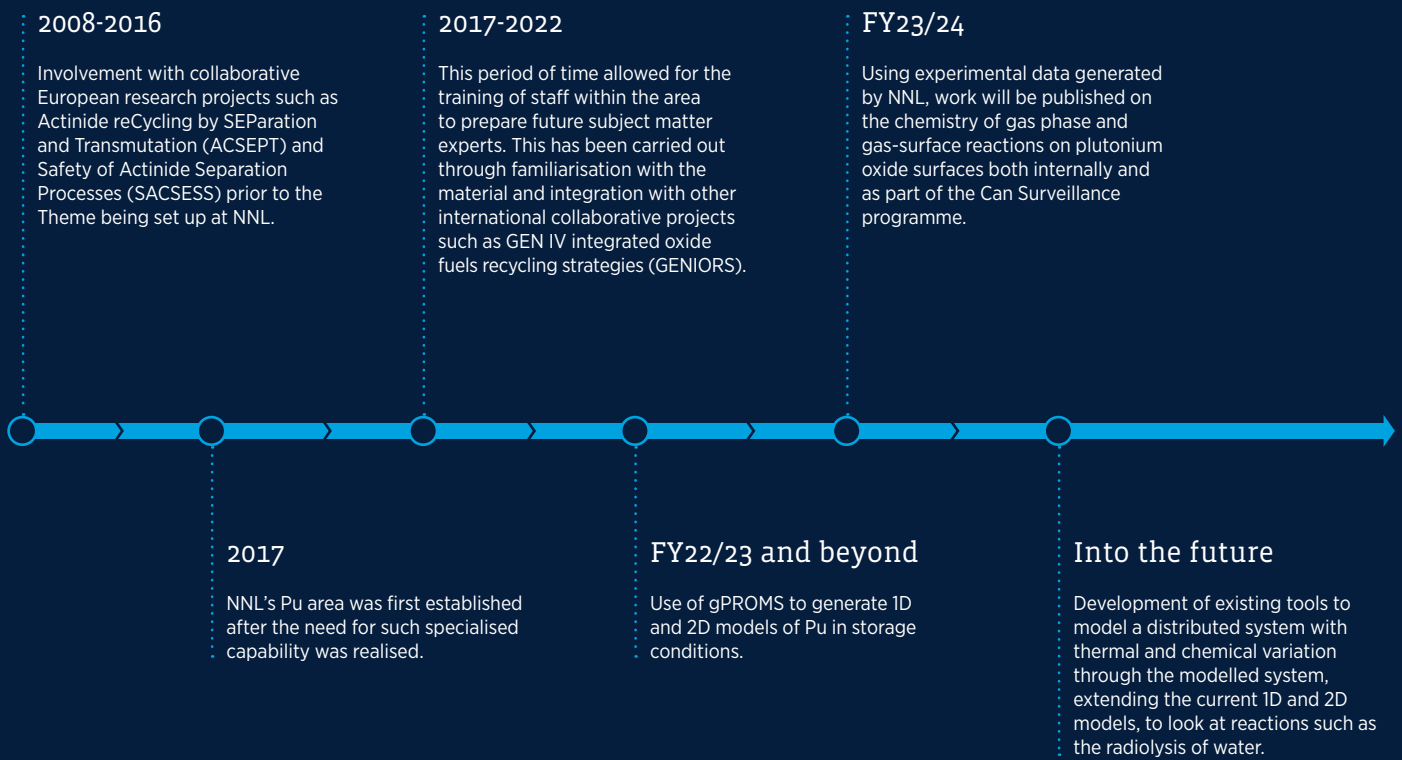 2008-2016
Involvement with collaborative
European research projects such as
Actinide reCycling by SEParation
and Transmutation (ACSEPT) and
Safety of Actinide Separation
Processes (SACSESS) prior to the
Theme being set up at NNL.
2017-2022
This period of time allowed for the
training of staff within the area
to prepare future subject matter
experts. This has been carried out
through familiarisation with the
material and integration with other
international collaborative projects
such as GEN IV integrated oxide
fuels recycling strategies (GENIORS).
FY23/24
Using experimental data generated
by NNL, work will be published on
the chemistry of gas phase and
gas-surface reactions on plutonium
oxide surfaces both internally and
as part of the Can Surveillance
programme.
2017
NNL's Pu area was first established
after the need for such specialised
capability was realised.
FY22/23 and beyond
Use of gPROMS to generate 1D
and 2D models of Pu in storage
conditions.
Into the future
Development of existing tools to
model a distributed system with
thermal and chemical variation
through the modelled system,
extending the current 1D and 2D
models, to look at reactions such as
the radiolysis of water.